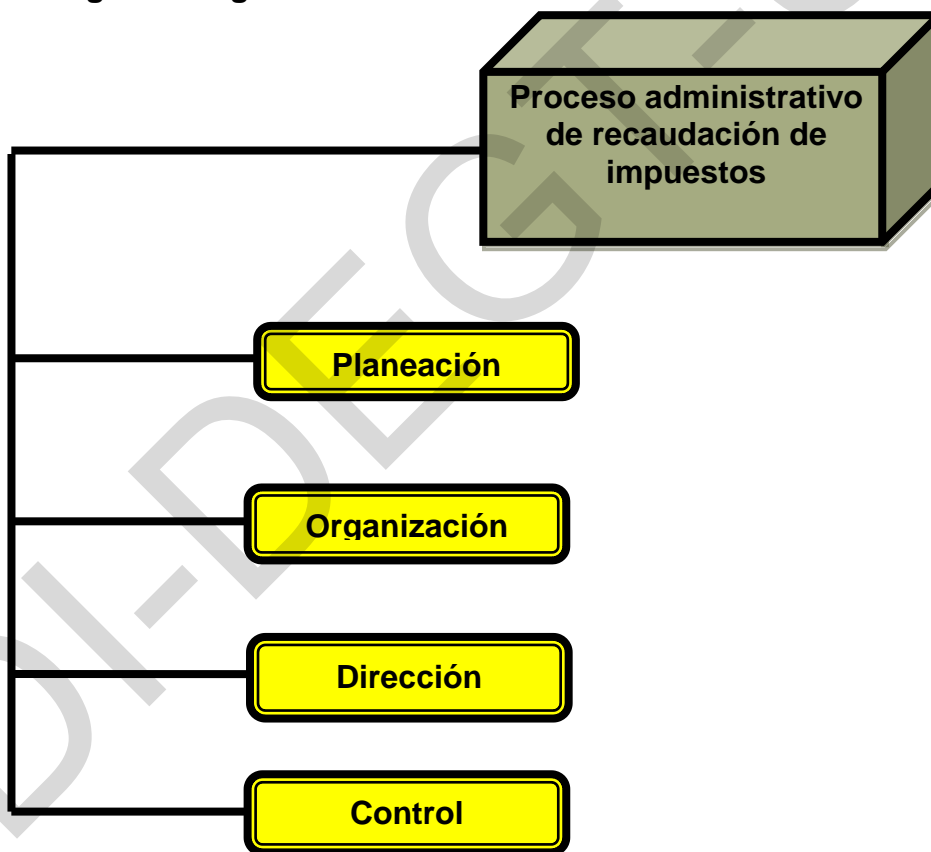 Proceso administrativo
de recaudación de
impuestos
Planeación
Organización
Dirección
Control